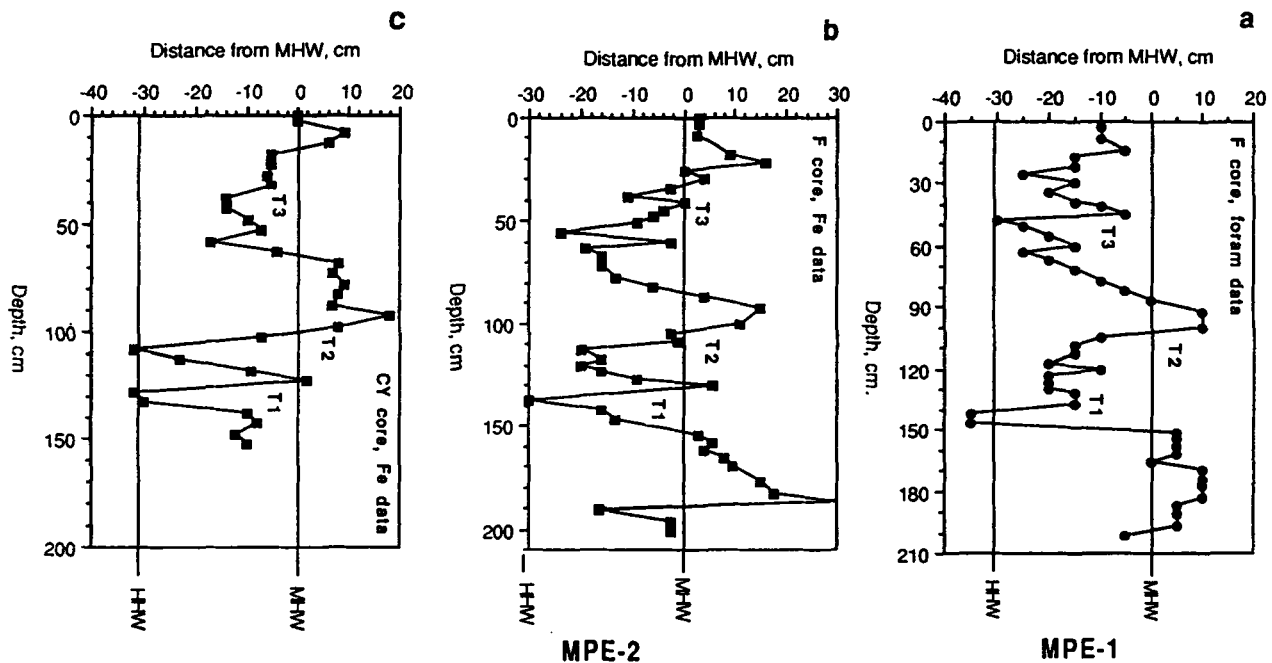 c
Distance from MHW, cm
-40 -30 -20 -10 0 10 20
0
50
100
150
200
Depth, cm
T3
T2
T1
CY core, Fe data
HHW
MHW
b
Distance from MHW, cm
-30 -20 -10 0 10 20 30
0
50
100
150
200
Depth, cm
F core, Fe data
T3
T2
T1
HHW
MHW
MPE-2
a
Distance from MHW, cm
-40 -30 -20 -10 0 10 20
0
30
60
90
120
150
180
210
Depth, cm.
F core, foram data
T3
T2
T1
HHW
MHW
MPE-1